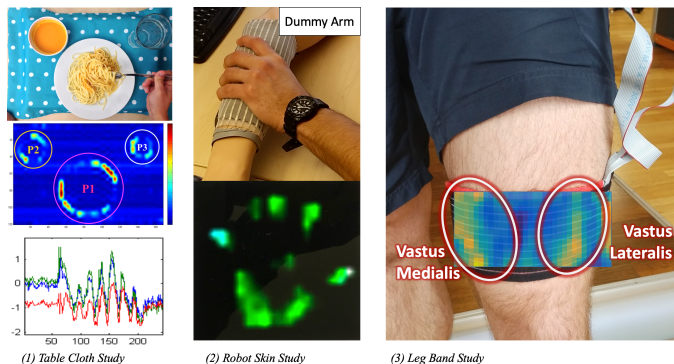 Dummy Arm
P2
P3
P1
Vastus
Medialis
Vastus
Lateralis
1
0
-1
-2
50 100 150 200
(1) Table Cloth Study
(2) Robot Skin Study
(3) Leg Band Study